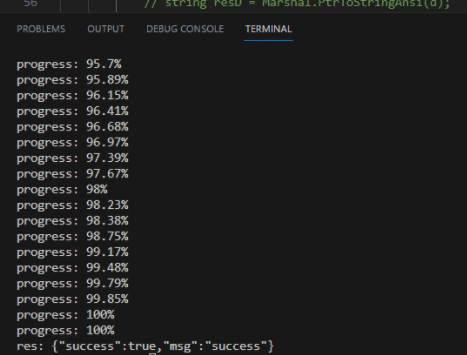 56 // string resD = Marshal.PtrToStringAnsi(d);
PROBLEMS OUTPUT DEBUG CONSOLE TERMINAL
progress: 95.7%
progress: 95.89%
progress: 96.15%
progress: 96.41%
progress: 96.68%
progress: 96.97%
progress: 97.39%
progress: 97.67%
progress: 98%
progress: 98.23%
progress: 98.38%
progress: 98.75%
progress: 99.17%
progress: 99.48%
progress: 99.79%
progress: 99.85%
progress: 100%
progress: 100%
res: {"success":true,"msg":"success"}